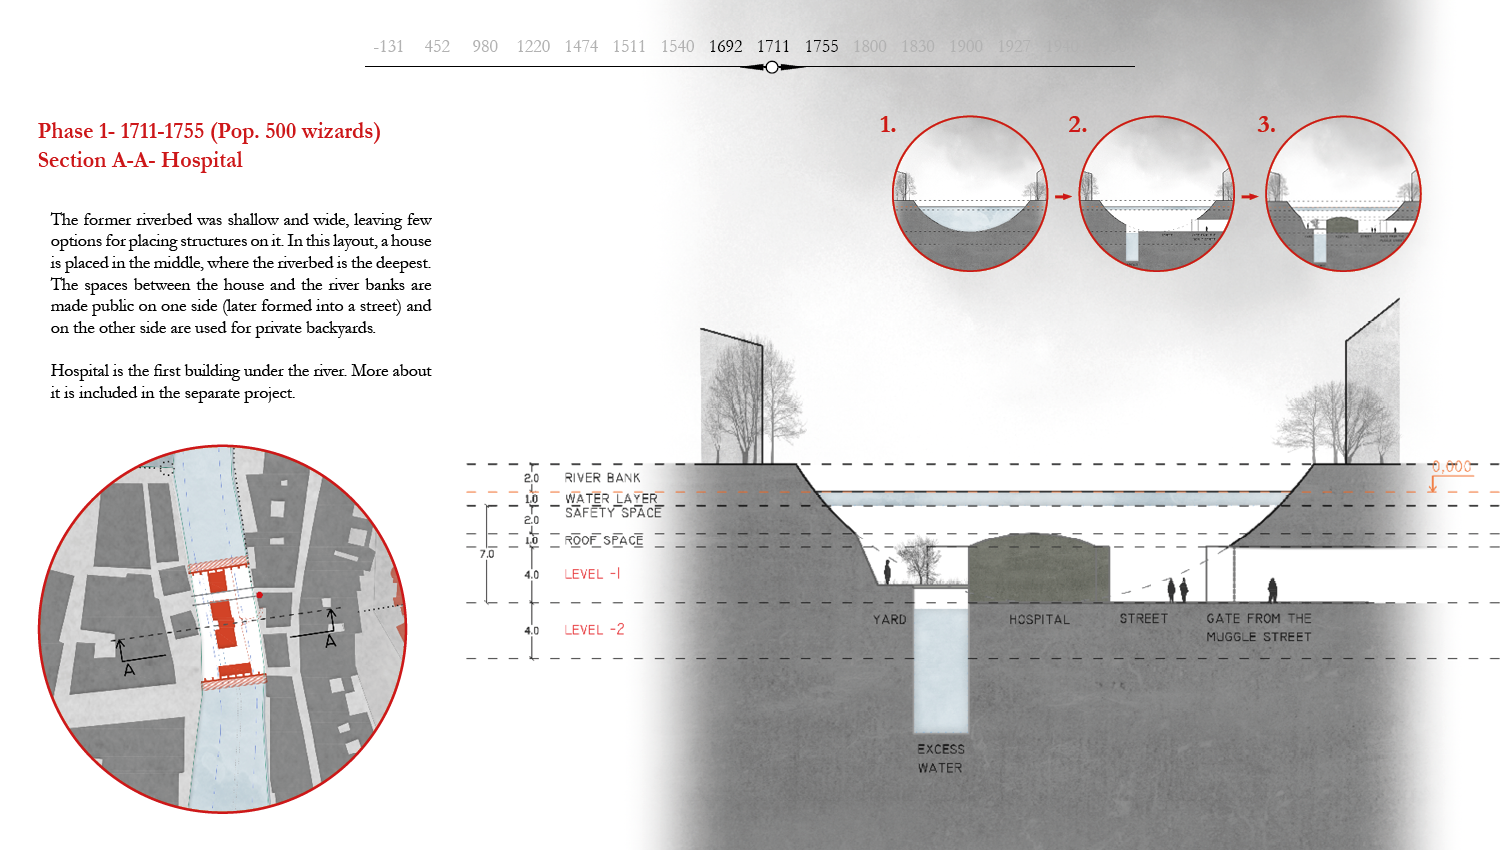 -131 452 980 1220 1474 1511 1540 1692 1711 1755 1800 1830 1900 1927 1940
Phase 1- 1711-1755 (Pop. 500 wizards)
Section A-A- Hospital
The former riverbed was shallow and wide, leaving few
options for placing structures on it. In this layout, a house
is placed in the middle, where the riverbed is the deepest.
The spaces between the house and the river banks are
made public on one side (later formed into a street) and
on the other side are used for private backyards.
Hospital is the first building under the river. More about
it is included in the separate project.
A
A
1.
2.
3.
2.0 RIVER BANK
1.0 WATER LAYER
2.0 SAFETY SPACE
1.0 ROOF SPACE
7.0
4.0 LEVEL -1
4.0 LEVEL -2
0,000
YARD
HOSPITAL
STREET
GATE FROM THE
MUGGLE STREET
EXCESS
WATER